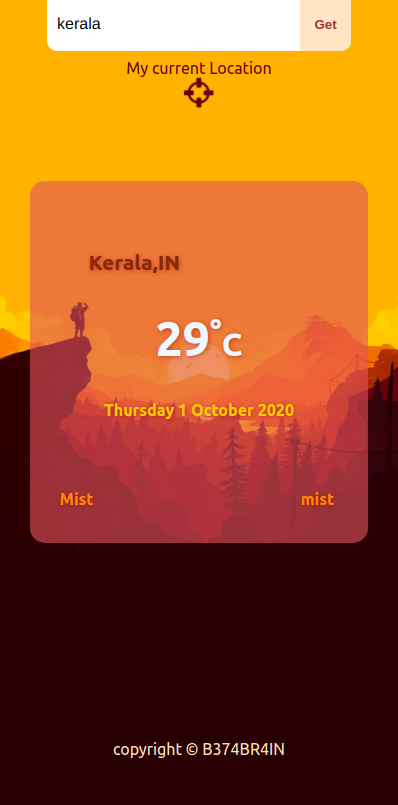 kerala Get
My current Location
Kerala,IN
29°c
Thursday 1 October 2020
Mist mist
copyright © B374BR4IN